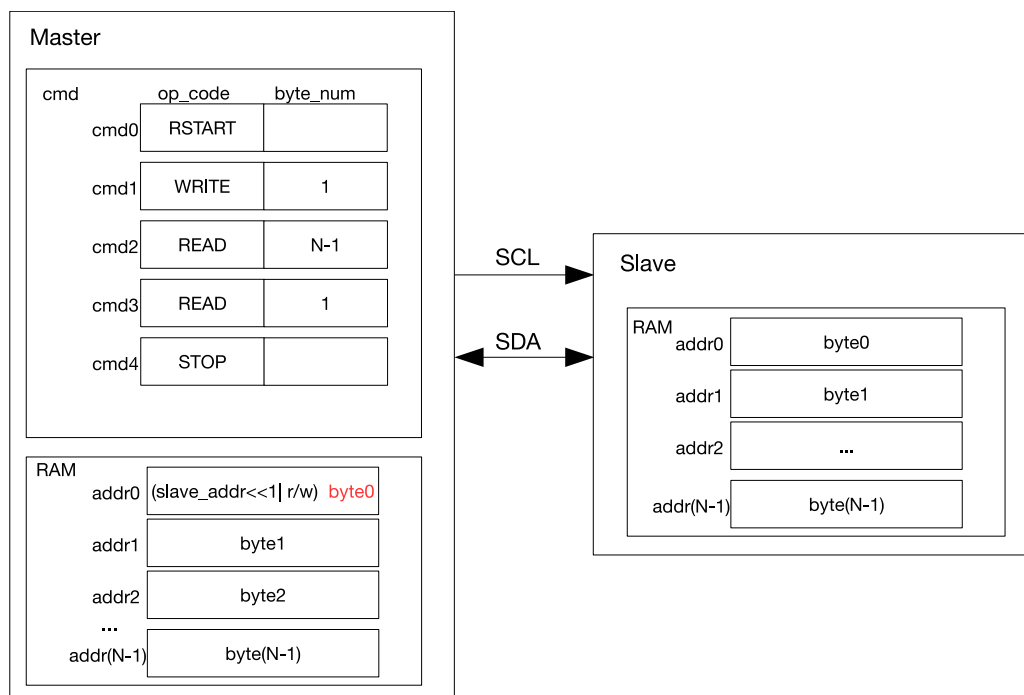 Master
cmd op_code byte_num
cmd0 RSTART
cmd1 WRITE 1
cmd2 READ N-1
cmd3 READ 1
cmd4 STOP
RAM
addr0 (slave_addr<<1| r/w) byte0
addr1 byte1
addr2 byte2
...
addr(N-1) byte(N-1)
SCL
SDA
Slave
RAM
addr0 byte0
addr1 byte1
addr2 ...
addr(N-1) byte(N-1)